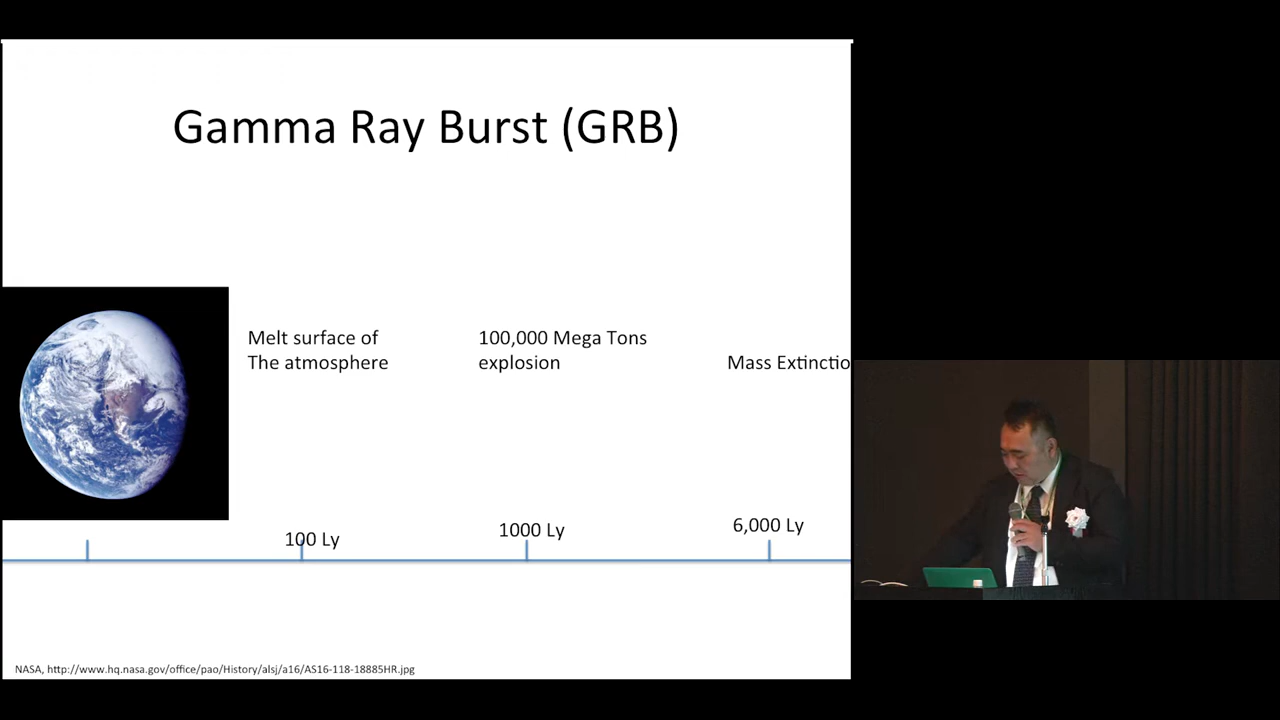 Gamma Ray Burst (GRB)
Melt surface of
The atmosphere
100,000 Mega Tons
explosion
Mass Extinctio
100 Ly
1000 Ly
6,000 Ly
NASA, http://www.hq.nasa.gov/office/pao/History/alsj/a16/AS16-118-18885HR.jpg